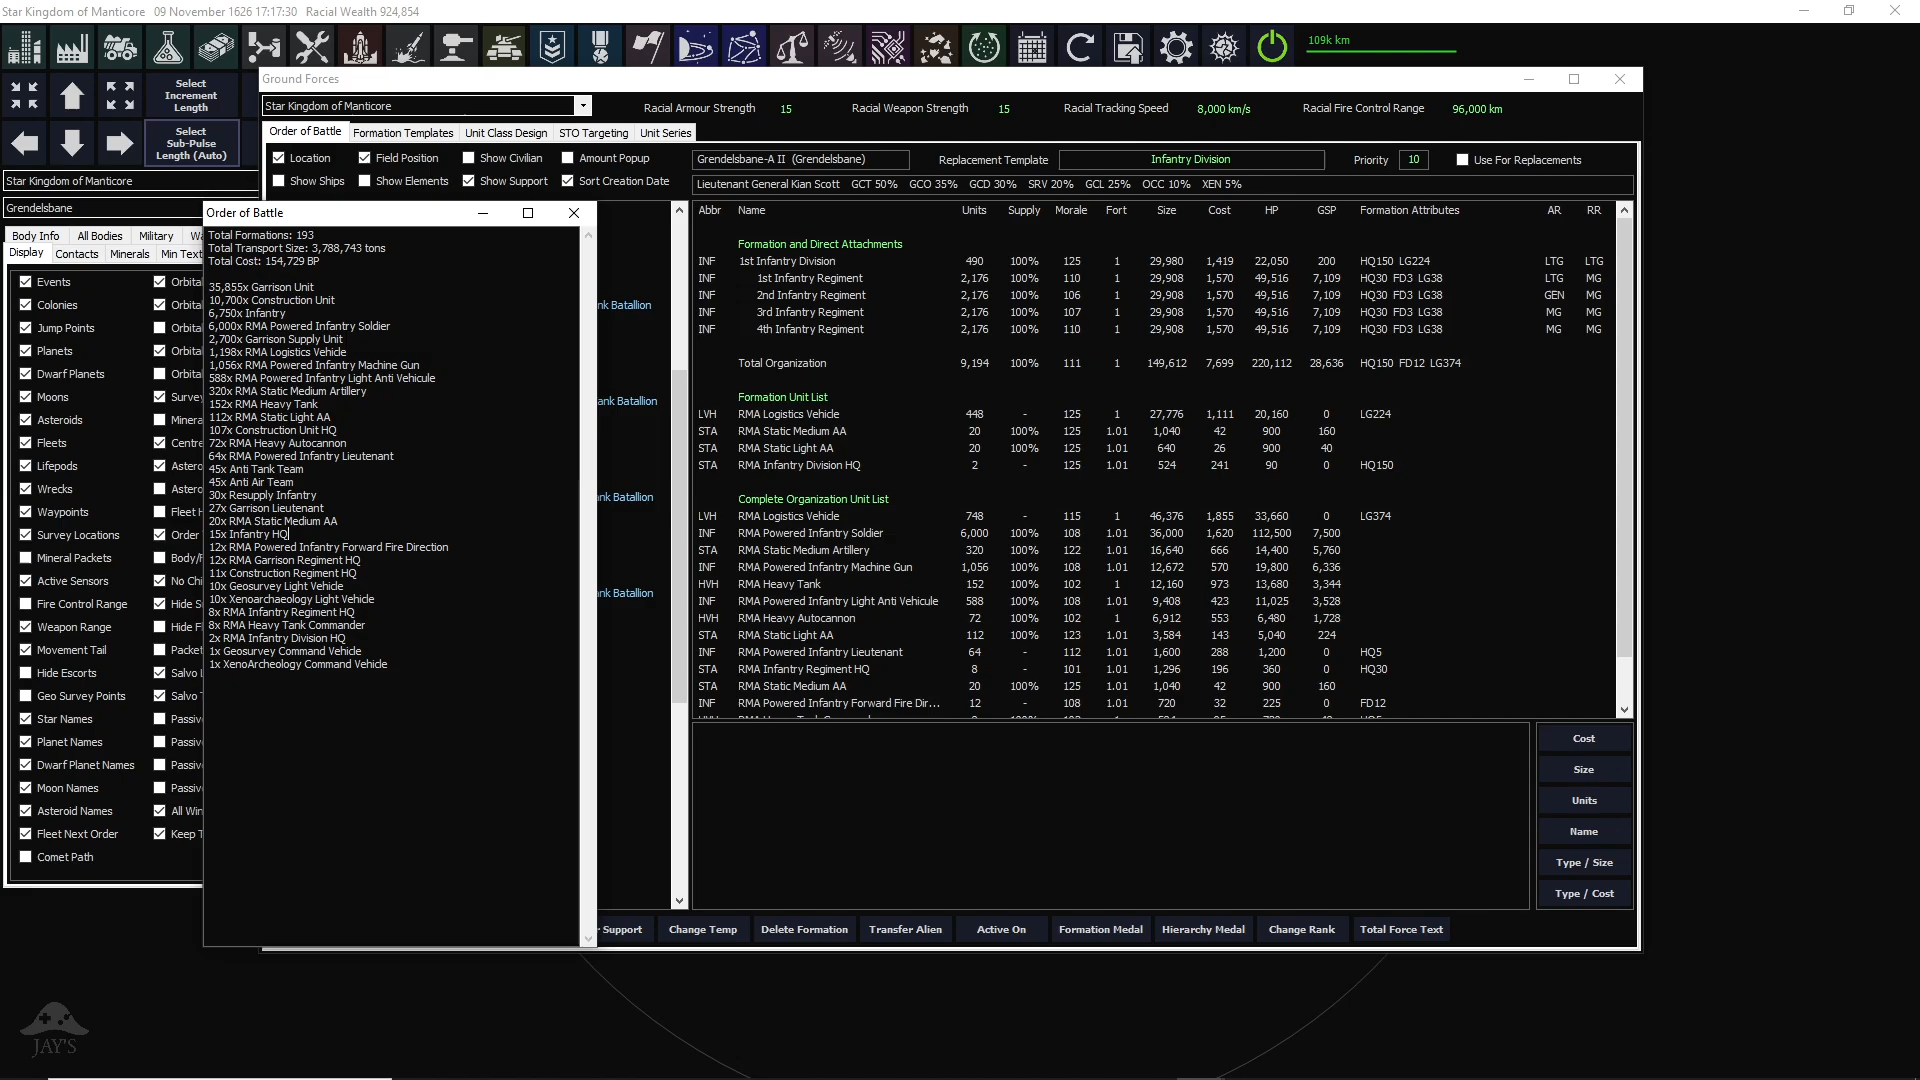 Star Kingdom of Manticore 09 November 1626 17:17:30 Racial Wealth 924,854
109k km
Select Increment Length
Select Sub-Pulse Length (Auto)
Star Kingdom of Manticore
Grendelsbane
Body Info All Bodies Military
Display Contacts Minerals Min Text
Events
Colonies
Jump Points
Planets
Dwarf Planets
Moons
Asteroids
Fleets
Lifepods
Wrecks
Waypoints
Survey Locations
Mineral Packets
Active Sensors
Fire Control Range
Weapon Range
Movement Tail
Hide Escorts
Geo Survey Points
Star Names
Planet Names
Dwarf Planet Names
Moon Names
Asteroid Names
Fleet Next Order
Comet Path
Ground Forces
Star Kingdom of Manticore
Racial Armour Strength 15 Racial Weapon Strength 15 Racial Tracking Speed 8,000 km/s Racial Fire Control Range 96,000 km
Order of Battle Formation Templates Unit Class Design STO Targeting Unit Series
Location Field Position Show Civilian Amount Popup
Show Ships Show Elements Show Support Sort Creation Date
Grendelsbane-A II (Grendelsbane) Replacement Template Infantry Division Priority 10 Use For Replacements
Lieutenant General Kian Scott GCT 50% GCO 35% GCD 30% SRV 20% GCL 25% OCC 10% XEN 5%
Order of Battle
Total Formations: 193
Total Transport Size: 3,788,743 tons
Total Cost: 154,729 BP
35,855x Garrison Unit
10,700x Construction Unit
6,750x Infantry
6,000x RMA Powered Infantry Soldier
2,700x Garrison Supply Unit
1,198x RMA Logistics Vehicle
1,056x RMA Powered Infantry Machine Gun
588x RMA Powered Infantry Light Anti Vehicule
320x RMA Static Medium Artillery
152x RMA Heavy Tank
112x RMA Static Light AA
107x Construction Unit HQ
72x RMA Heavy Autocannon
64x RMA Powered Infantry Lieutenant
45x Anti Tank Team
45x Anti Air Team
30x Resupply Infantry
27x Garrison Lieutenant
20x RMA Static Medium AA
15x Infantry HQ
12x RMA Powered Infantry Forward Fire Direction
12x RMA Garrison Regiment HQ
11x Construction Regiment HQ
10x Geosurvey Light Vehicle
10x Xenoarchaeology Light Vehicle
8x RMA Infantry Regiment HQ
8x RMA Heavy Tank Commander
2x RMA Infantry Division HQ
1x Geosurvey Command Vehicle
1x XenoArcheology Command Vehicle
nk Batallion
ank Batallion
ank Batallion
ank Batallion
Abbr Name Units Supply Morale Fort Size Cost HP GSP Formation Attributes AR RR
Formation and Direct Attachments
INF 1st Infantry Division 490 100% 125 1 29,980 1,419 22,050 200 HQ150 LG224 LTG LTG
INF 1st Infantry Regiment 2,176 100% 110 1 29,908 1,570 49,516 7,109 HQ30 FD3 LG38 LTG MG
INF 2nd Infantry Regiment 2,176 100% 106 1 29,908 1,570 49,516 7,109 HQ30 FD3 LG38 GEN MG
INF 3rd Infantry Regiment 2,176 100% 107 1 29,908 1,570 49,516 7,109 HQ30 FD3 LG38 MG MG
INF 4th Infantry Regiment 2,176 100% 110 1 29,908 1,570 49,516 7,109 HQ30 FD3 LG38 MG MG
Total Organization 9,194 100% 111 1 149,612 7,699 220,112 28,636 HQ150 FD12 LG374
Formation Unit List
LVH RMA Logistics Vehicle 448 - 125 1 27,776 1,111 20,160 0 LG224
STA RMA Static Medium AA 20 100% 125 1.01 1,040 42 900 160
STA RMA Static Light AA 20 100% 125 1.01 640 26 900 40
STA RMA Infantry Division HQ 2 - 125 1.01 524 241 90 0 HQ150
Complete Organization Unit List
LVH RMA Logistics Vehicle 748 - 115 1 46,376 1,855 33,660 0 LG374
INF RMA Powered Infantry Soldier 6,000 100% 108 1.01 36,000 1,620 112,500 7,500
STA RMA Static Medium Artillery 320 100% 122 1.01 16,640 666 14,400 5,760
INF RMA Powered Infantry Machine Gun 1,056 100% 108 1.01 12,672 570 19,800 6,336
HVH RMA Heavy Tank 152 100% 102 1 12,160 973 13,680 3,344
INF RMA Powered Infantry Light Anti Vehicule 588 100% 108 1.01 9,408 423 11,025 3,528
HVH RMA Heavy Autocannon 72 100% 102 1 6,912 553 6,480 1,728
STA RMA Static Light AA 112 100% 123 1.01 3,584 143 5,040 224
INF RMA Powered Infantry Lieutenant 64 - 112 1.01 1,600 288 1,200 0 HQ5
STA RMA Infantry Regiment HQ 8 - 101 1.01 1,296 196 360 0 HQ30
STA RMA Static Medium AA 20 100% 125 1.01 1,040 42 900 160
INF RMA Powered Infantry Forward Fire Dir... 12 - 108 1.01 720 32 225 0 FD12
Cost
Size
Units
Name
Type / Size
Type / Cost
Support Change Temp Delete Formation Transfer Alien Active On Formation Medal Hierarchy Medal Change Rank Total Force Text
JAY'S